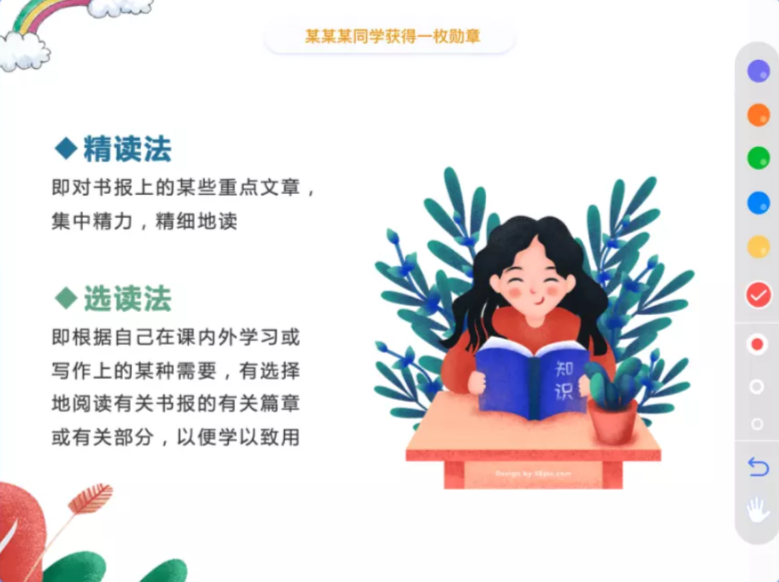 某某某同学获得一枚勋章
精读法
即对书报上的某些重点文章，
集中精力，精细地读
选读法
即根据自己在课内外学习或
写作上的某种需要，有选择
地阅读有关书报的有关篇章
或有关部分，以便学以致用
知
识